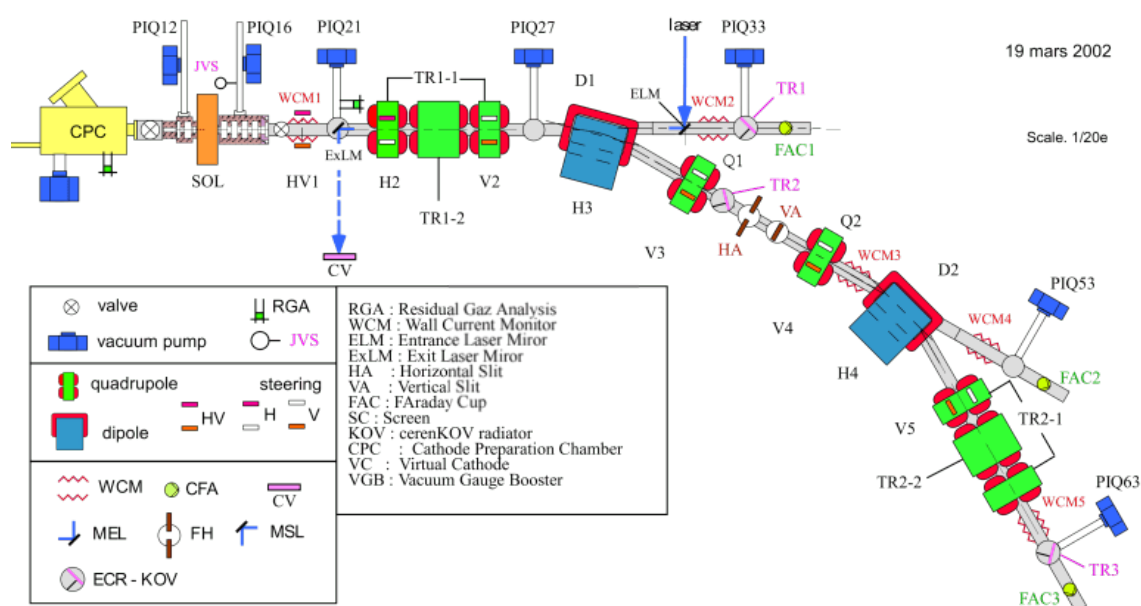 PIQ12
PIQ16
PIQ21
PIQ27
laser
PIQ33
19 mars 2002
JVS
WCM1
TR1-1
D1
ELM
WCM2
TR1
CPC
Scale. 1/20e
SOL
HV1
ExLM
H2
V2
FAC1
TR1-2
H3
Q1
TR2
VA
V3
HA
Q2
WCM3
D2
CV
PIQ53
V4
WCM4
H4
FAC2
valve
RGA
vacuum pump
JVS
quadrupole
steering
HV
H
V
dipole
WCM
CFA
CV
MEL
FH
MSL
ECR - KOV
RGA : Residual Gaz Analysis
WCM : Wall Current Monitor
ELM : Entrance Laser Miror
ExLM : Exit Laser Miror
HA : Horizontal Slit
VA : Vertical Slit
FAC : FAraday Cup
SC : Screen
KOV : cerenKOV radiator
CPC : Cathode Preparation Chamber
VC : Virtual Cathode
VGB : Vacuum Gauge Booster
V5
TR2-1
TR2-2
PIQ63
WCM5
TR3
FAC3